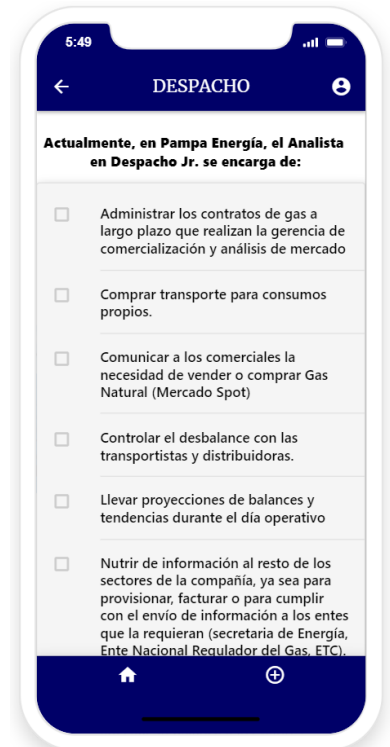 5:49
DESPACHO
Actualmente, en Pampa Energía, el Analista
en Despacho Jr. se encarga de:
Administrar los contratos de gas a
largo plazo que realizan la gerencia de
comercialización y análisis de mercado
Comprar transporte para consumos
propios.
Comunicar a los comerciales la
necesidad de vender o comprar Gas
Natural (Mercado Spot)
Controlar el desbalance con las
transportistas y distribuidoras.
Llevar proyecciones de balances y
tendencias durante el día operativo
Nutrir de información al resto de los
sectores de la compañía, ya sea para
provisionar, facturar o para cumplir
con el envío de información a los entes
que la requieran (secretaria de Energía,
Ente Nacional Regulador del Gas, ETC).